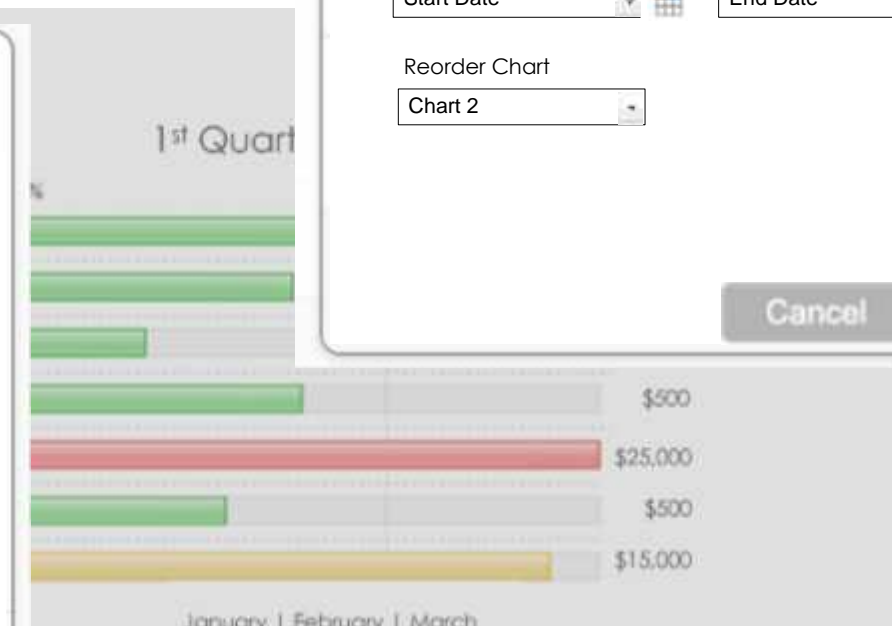 Start Date End Date
Reorder Chart
Chart 2
1st Quart
%
Cancel
$500
$25,000
$500
$15,000
January | February | March